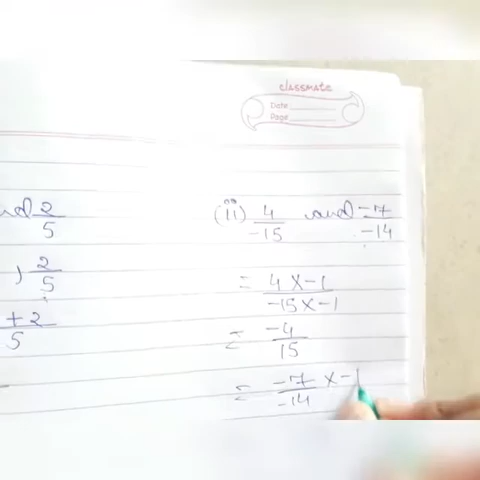 classmate
Date
Page
and 2/5
, 2/5
+ 2/5
(ii) 4/-15 and -7/-14
= 4 x -1/-15 x -1
= -4/15
= -7/-14 x -1